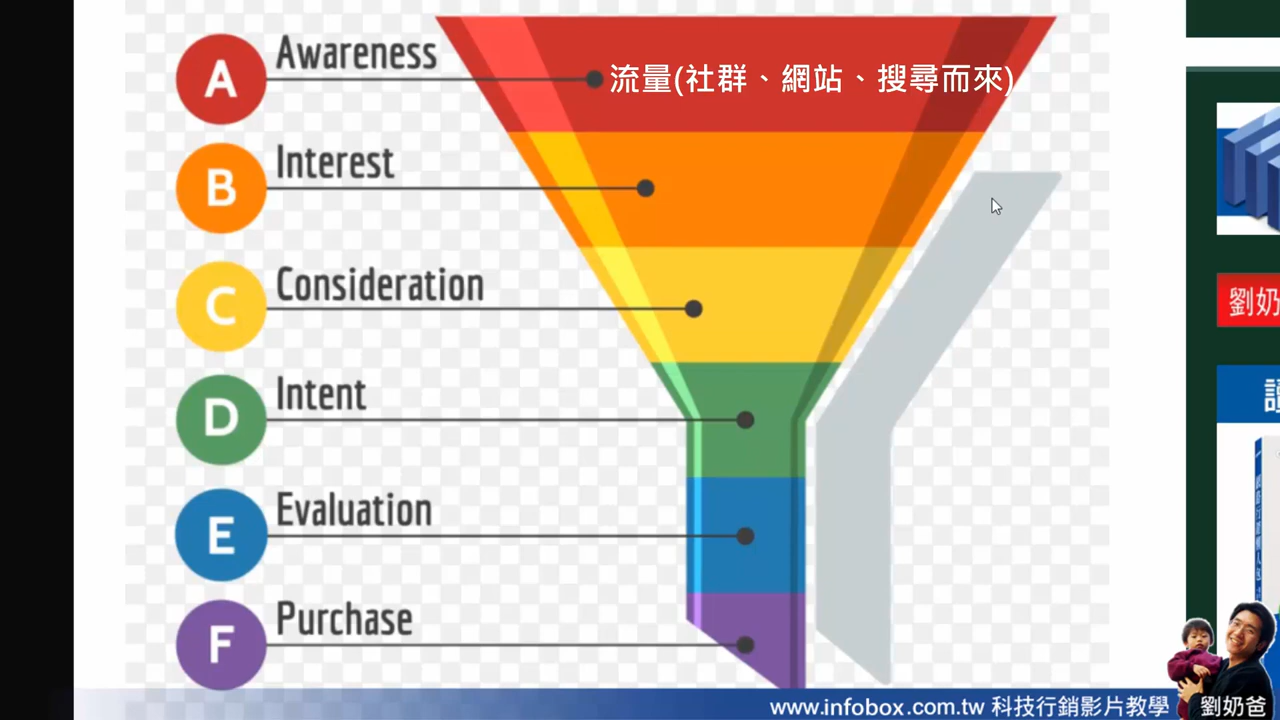 A
Awareness
流量(社群、網站、搜尋而來)
B
Interest
C
Consideration
D
Intent
E
Evaluation
F
Purchase
劉奶
www.infobox.com.tw 科技行銷影片教學
劉奶爸